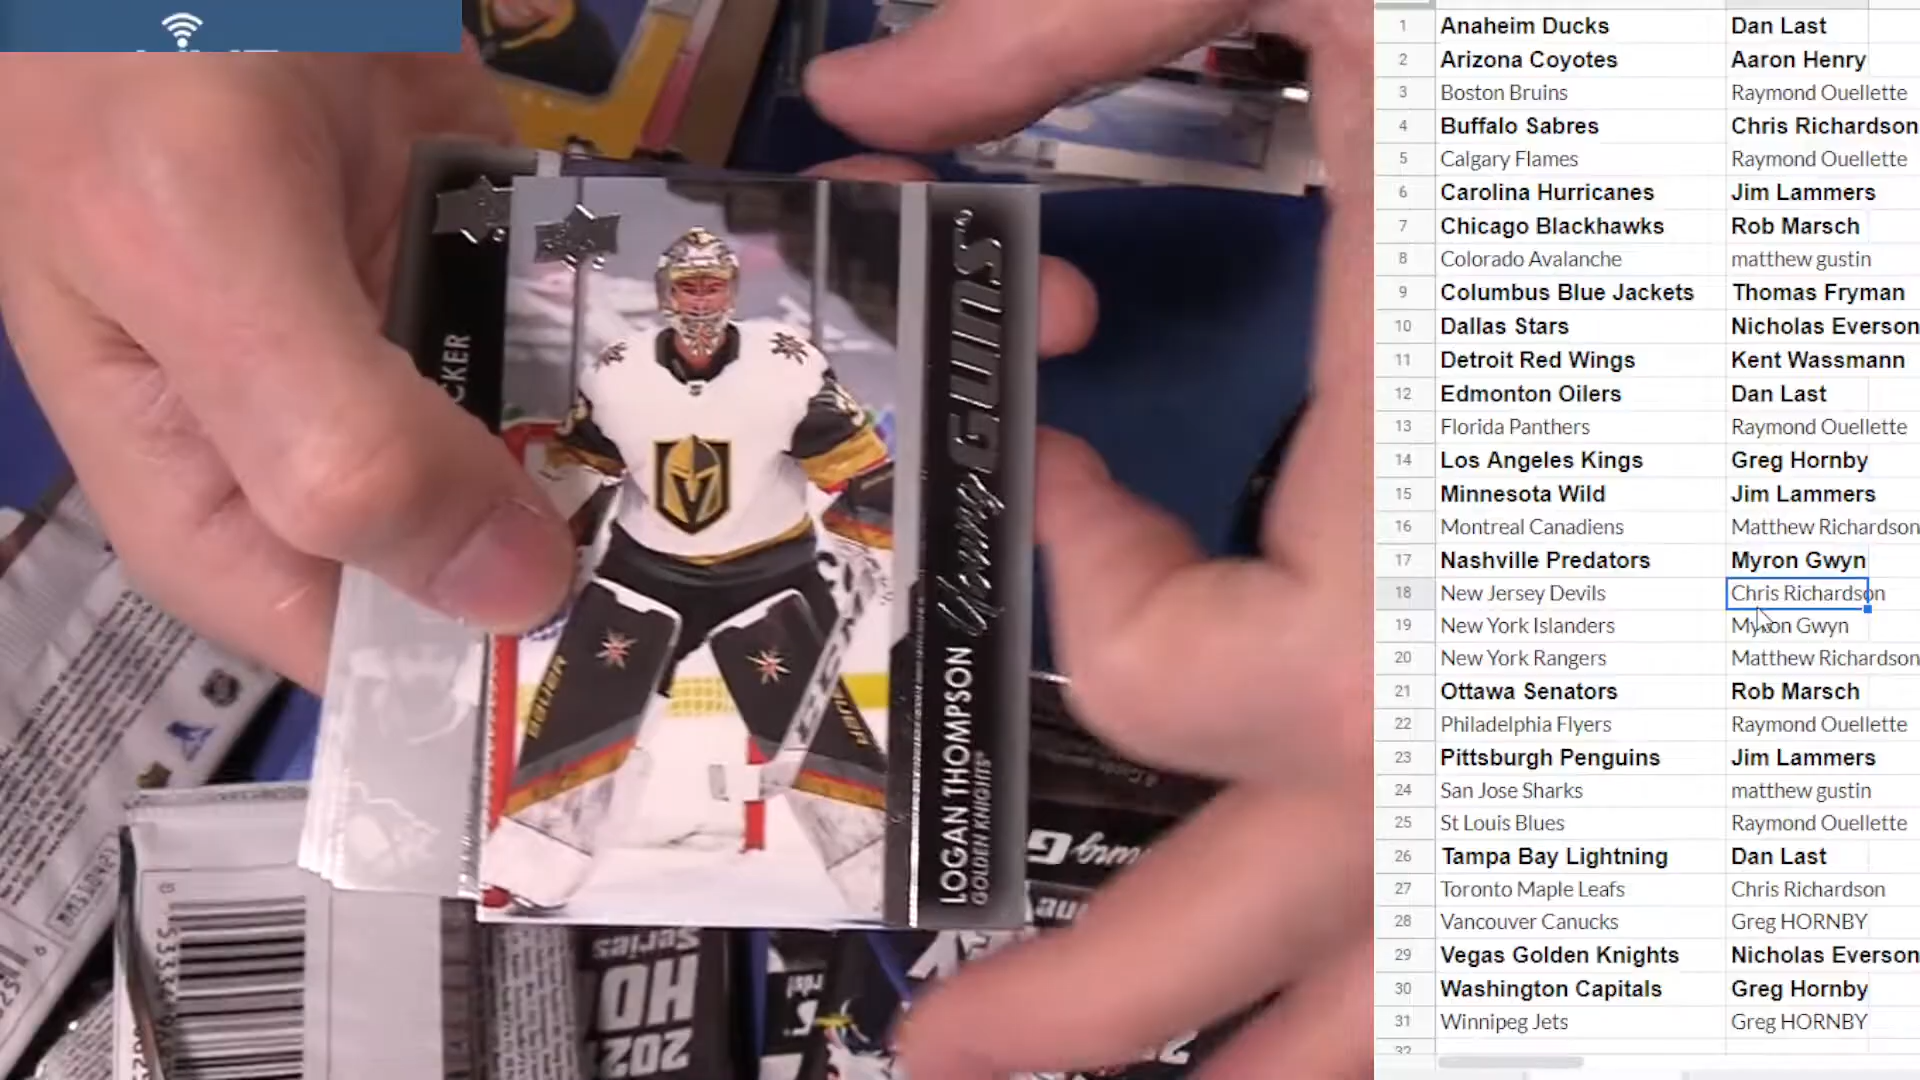 CKER
Young GUNS
LOGAN THOMPSON
GOLDEN KNIGHTS
BAUER
Series
HO
202
1 Anaheim Ducks Dan Last
2 Arizona Coyotes Aaron Henry
3 Boston Bruins Raymond Ouellette
4 Buffalo Sabres Chris Richardson
5 Calgary Flames Raymond Ouellette
6 Carolina Hurricanes Jim Lammers
7 Chicago Blackhawks Rob Marsch
8 Colorado Avalanche matthew gustin
9 Columbus Blue Jackets Thomas Fryman
10 Dallas Stars Nicholas Everson
11 Detroit Red Wings Kent Wassmann
12 Edmonton Oilers Dan Last
13 Florida Panthers Raymond Ouellette
14 Los Angeles Kings Greg Hornby
15 Minnesota Wild Jim Lammers
16 Montreal Canadiens Matthew Richardson
17 Nashville Predators Myron Gwyn
18 New Jersey Devils Chris Richardson
19 New York Islanders Myron Gwyn
20 New York Rangers Matthew Richardson
21 Ottawa Senators Rob Marsch
22 Philadelphia Flyers Raymond Ouellette
23 Pittsburgh Penguins Jim Lammers
24 San Jose Sharks matthew gustin
25 St Louis Blues Raymond Ouellette
26 Tampa Bay Lightning Dan Last
27 Toronto Maple Leafs Chris Richardson
28 Vancouver Canucks Greg HORNBY
29 Vegas Golden Knights Nicholas Everson
30 Washington Capitals Greg Hornby
31 Winnipeg Jets Greg HORNBY
32